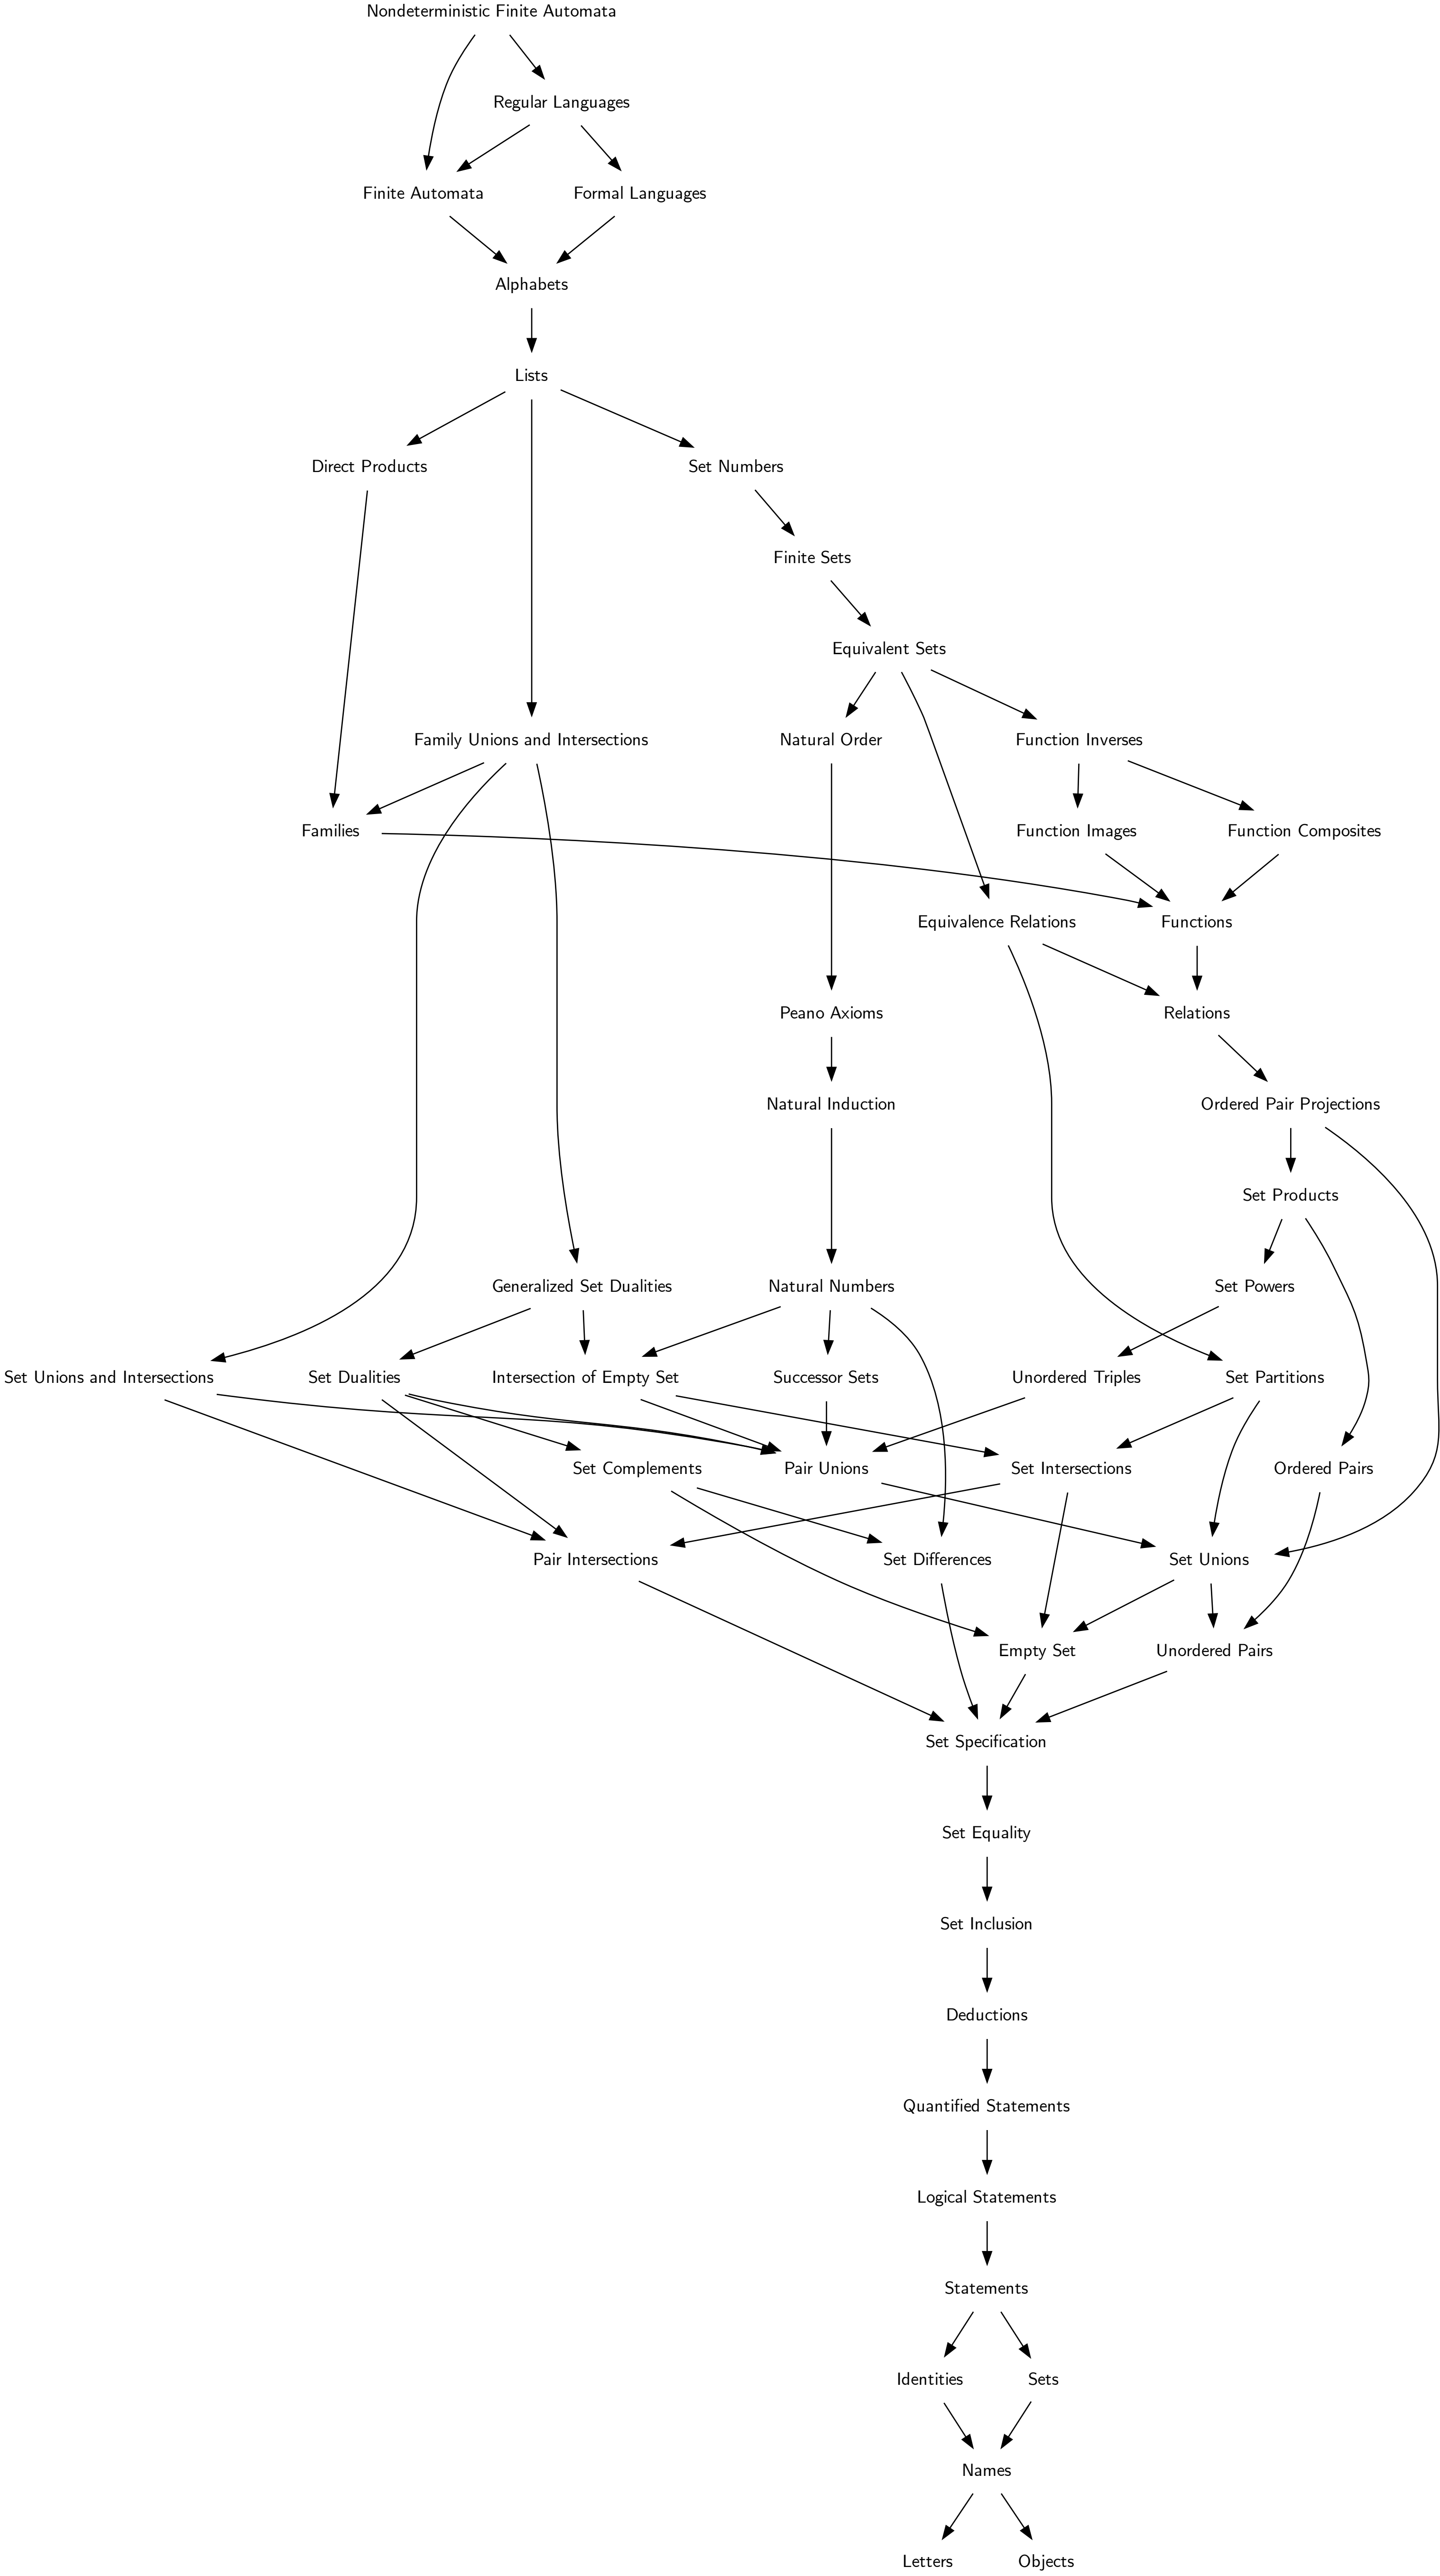 Nondeterministic Finite Automata
Regular Languages
Finite Automata
Formal Languages
Alphabets
Lists
Direct Products
Set Numbers
Finite Sets
Equivalent Sets
Family Unions and Intersections
Natural Order
Function Inverses
Families
Function Images
Function Composites
Equivalence Relations
Functions
Peano Axioms
Relations
Natural Induction
Ordered Pair Projections
Set Products
Generalized Set Dualities
Natural Numbers
Set Powers
Set Unions and Intersections
Set Dualities
Intersection of Empty Set
Successor Sets
Unordered Triples
Set Partitions
Set Complements
Pair Unions
Set Intersections
Ordered Pairs
Pair Intersections
Set Differences
Set Unions
Empty Set
Unordered Pairs
Set Specification
Set Equality
Set Inclusion
Deductions
Quantified Statements
Logical Statements
Statements
Identities
Sets
Names
Letters
Objects